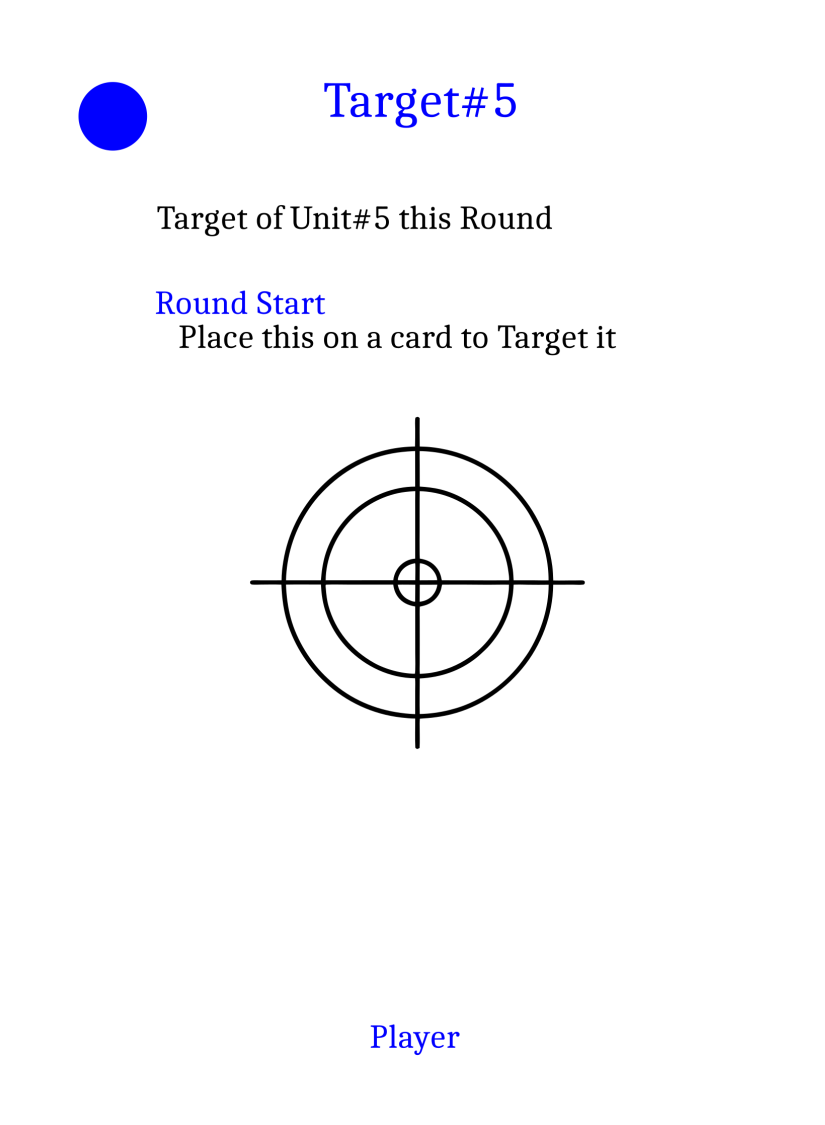 Target#5
Target of Unit#5 this Round
Round Start
Place this on a card to Target it
Player